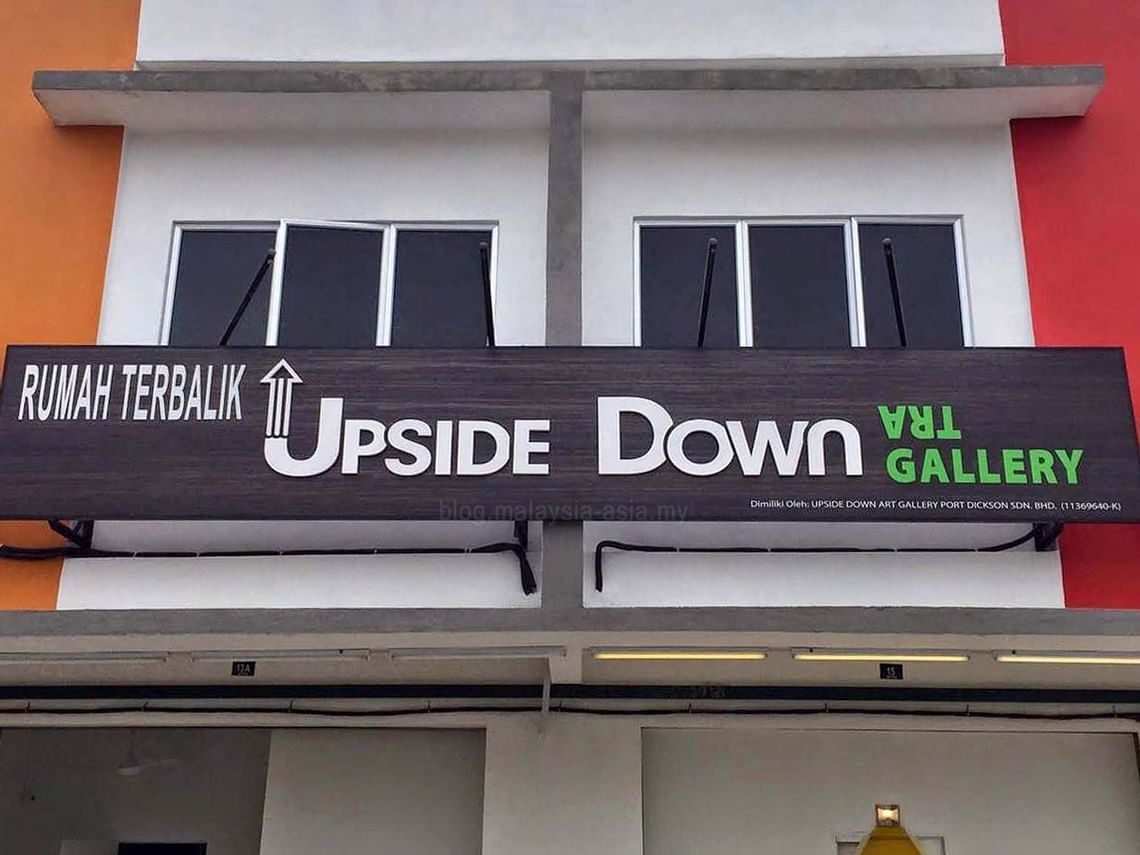 RUMAH TERBALIK
UPSIDE DOWN
ART
GALLERY
Dimiliki Oleh: UPSIDE DOWN ART GALLERY PORT DICKSON SDN. BHD. (11369640-K)
blog.malaysia-asia.my
13A
15